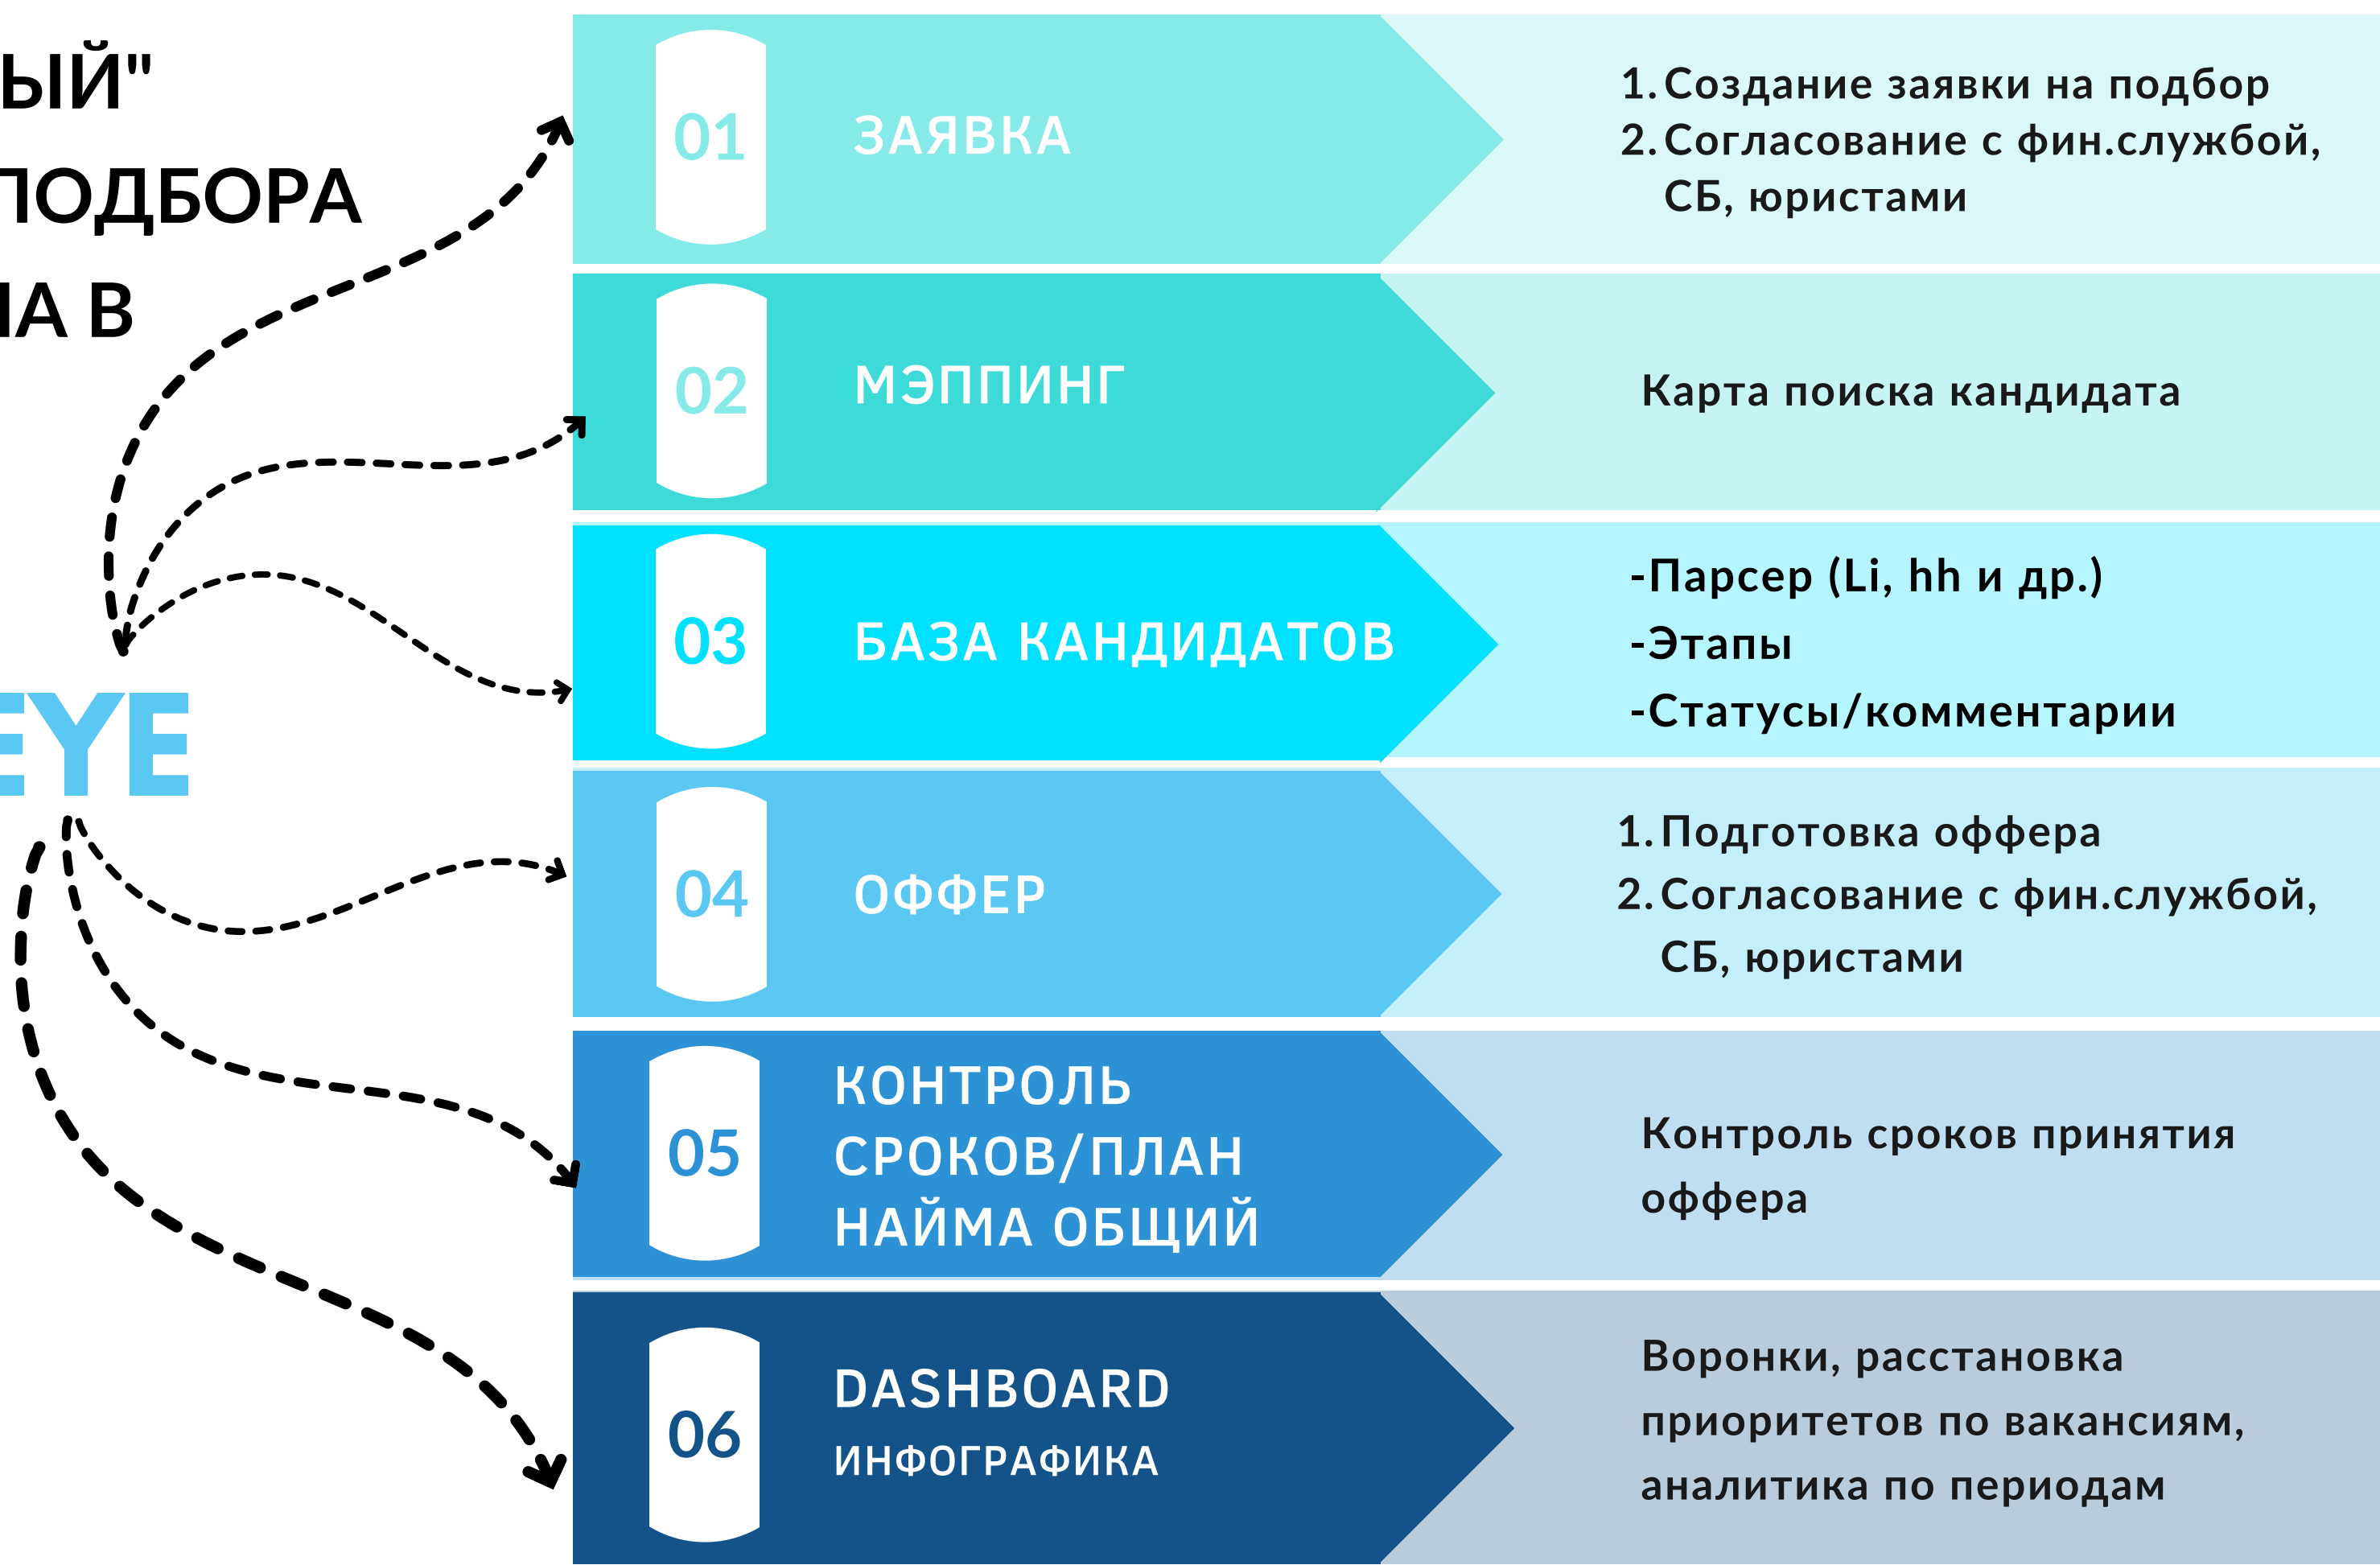 ЫЙ"
ПОДБОРА
НА В
EYE
01
ЗАЯВКА
1. Создание заявки на подбор
2. Согласование с фин.службой,
СБ, юристами
02
МЭППИНГ
Карта поиска кандидата
03
БАЗА КАНДИДАТОВ
-Парсер (Li, hh и др.)
-Этапы
-Статусы/комментарии
04
ОФФЕР
1. Подготовка оффера
2. Согласование с фин.службой,
СБ, юристами
05
КОНТРОЛЬ
СРОКОВ/ПЛАН
НАЙМА ОБЩИЙ
Контроль сроков принятия
оффера
06
DASHBOARD
ИНФОГРАФИКА
Воронки, расстановка
приоритетов по вакансиям,
аналитика по периодам